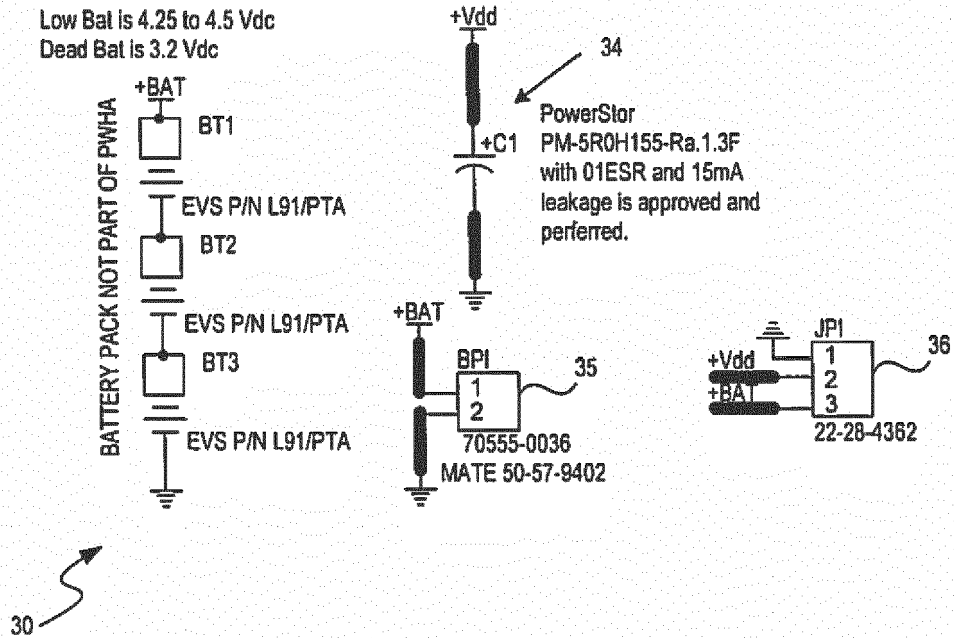 Low Bat is 4.25 to 4.5 Vdc
Dead Bat is 3.2 Vdc
+BAT
BATTERY PACK NOT PART OF PWHA
BT1
EVS P/N L91/PTA
BT2
EVS P/N L91/PTA
BT3
EVS P/N L91/PTA
30
+Vdd
34
+C1
PowerStor
PM-5R0H155-Ra.1.3F
with 01ESR and 15mA
leakage is approved and
perferred.
+BAT
BP1
1
2
35
70555-0036
MATE 50-57-9402
JP1
+Vdd
+BAT
1
2
3
36
22-28-4362